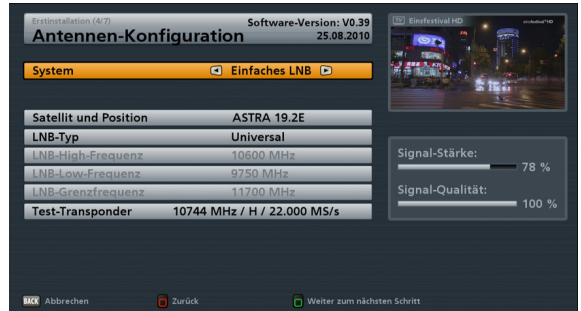 Erstinstallation (4/7)
Software-Version: V0.39
Antennen-Konfiguration
25.08.2010
System Einfaches LNB
Satellit und Position ASTRA 19.2E
LNB-Typ Universal
LNB-High-Frequenz 10600 MHz
LNB-Low-Frequenz 9750 MHz
LNB-Grenzfrequenz 11700 MHz
Test-Transponder 10744 MHz / H / 22.000 MS/s
TV Einsfestival HD
einsfestival HD
Signal-Stärke:
78 %
Signal-Qualität:
100 %
BACK Abbrechen Zurück Weiter zum nächsten Schritt